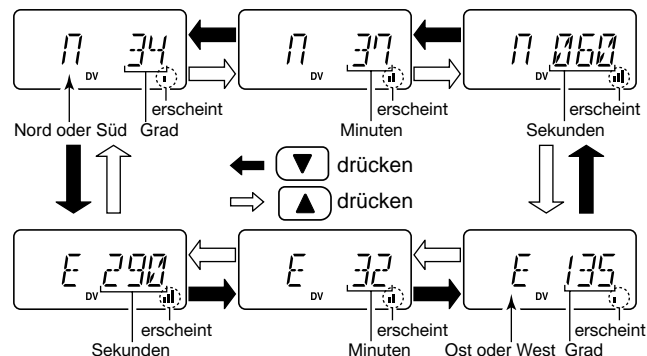 П 34
DV
erscheint
Nord oder Süd Grad
П 37
DV
erscheint
Minuten
П 060
DV
erscheint
Sekunden
▼ drücken
▲ drücken
E 290
DV
erscheint
Sekunden
E 32
DV
erscheint
Minuten
E 135
DV
erscheint
Ost oder West Grad